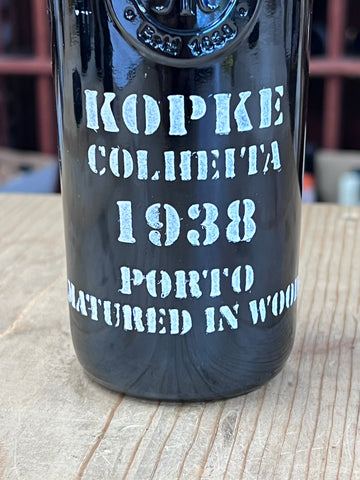 KOPKE
COLHEITA
1938
PORTO
MATURED IN WOOD